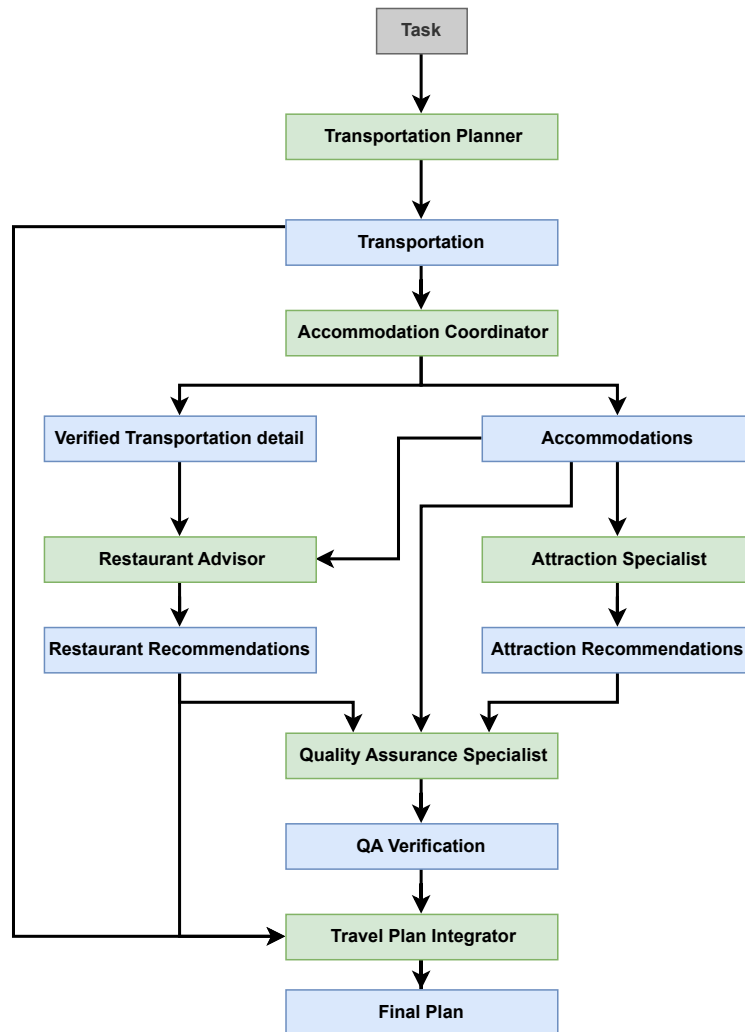 Task
Transportation Planner
Transportation
Accommodation Coordinator
Verified Transportation detail
Accommodations
Restaurant Advisor
Attraction Specialist
Restaurant Recommendations
Attraction Recommendations
Quality Assurance Specialist
QA Verification
Travel Plan Integrator
Final Plan